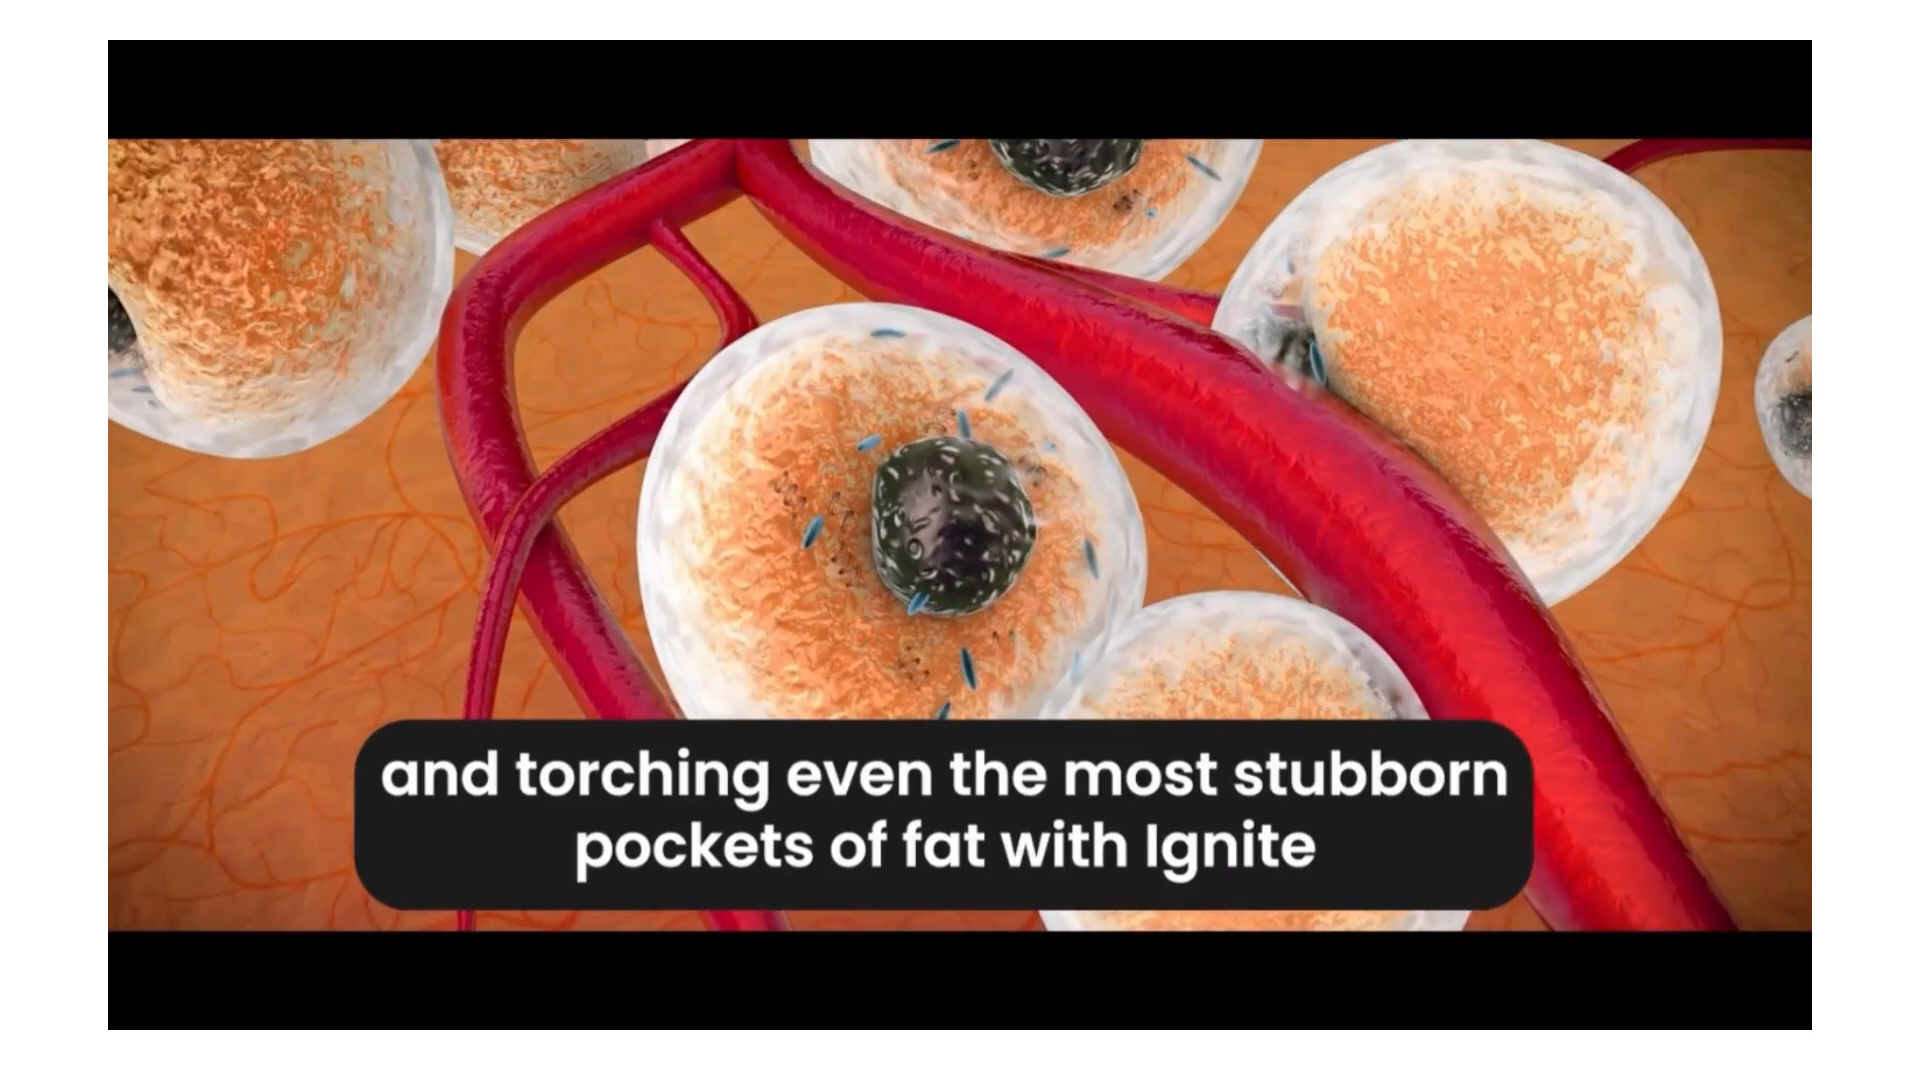 and torching even the most stubborn
pockets of fat with Ignite